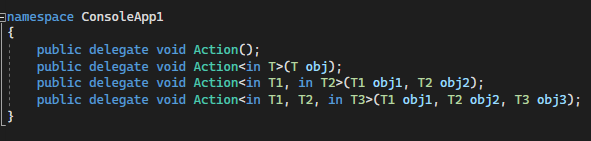 namespace ConsoleApp1
{
public delegate void Action();
public delegate void Action<in T>(T obj);
public delegate void Action<in T1, in T2>(T1 obj1, T2 obj2);
public delegate void Action<in T1, T2, in T3>(T1 obj1, T2 obj2, T3 obj3);
}